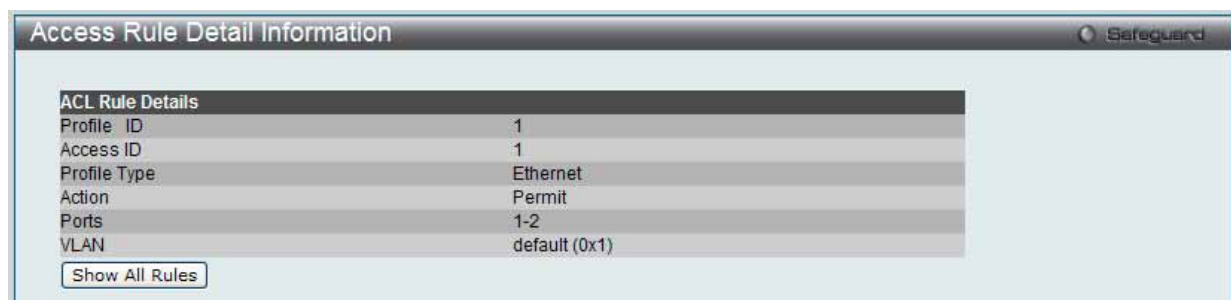 Access Rule Detail Information Safeguard
ACL Rule Details
Profile ID 1
Access ID 1
Profile Type Ethernet
Action Permit
Ports 1-2
VLAN default (0x1)
Show All Rules